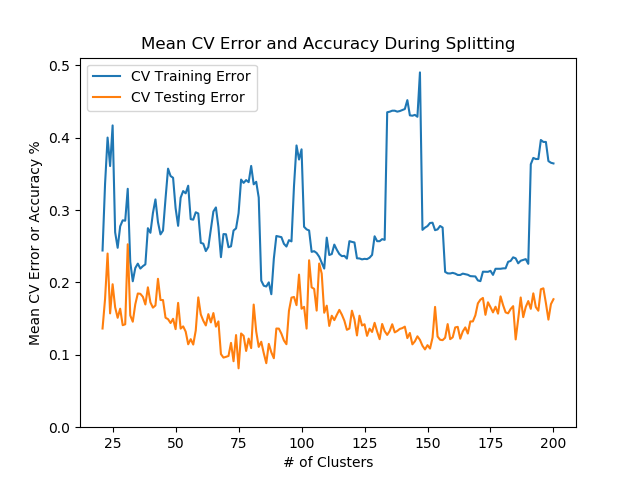 Mean CV Error and Accuracy During Splitting
CV Training Error
CV Testing Error
Mean CV Error or Accuracy %
0.5
0.4
0.3
0.2
0.1
0.0
25 50 75 100 125 150 175 200
# of Clusters